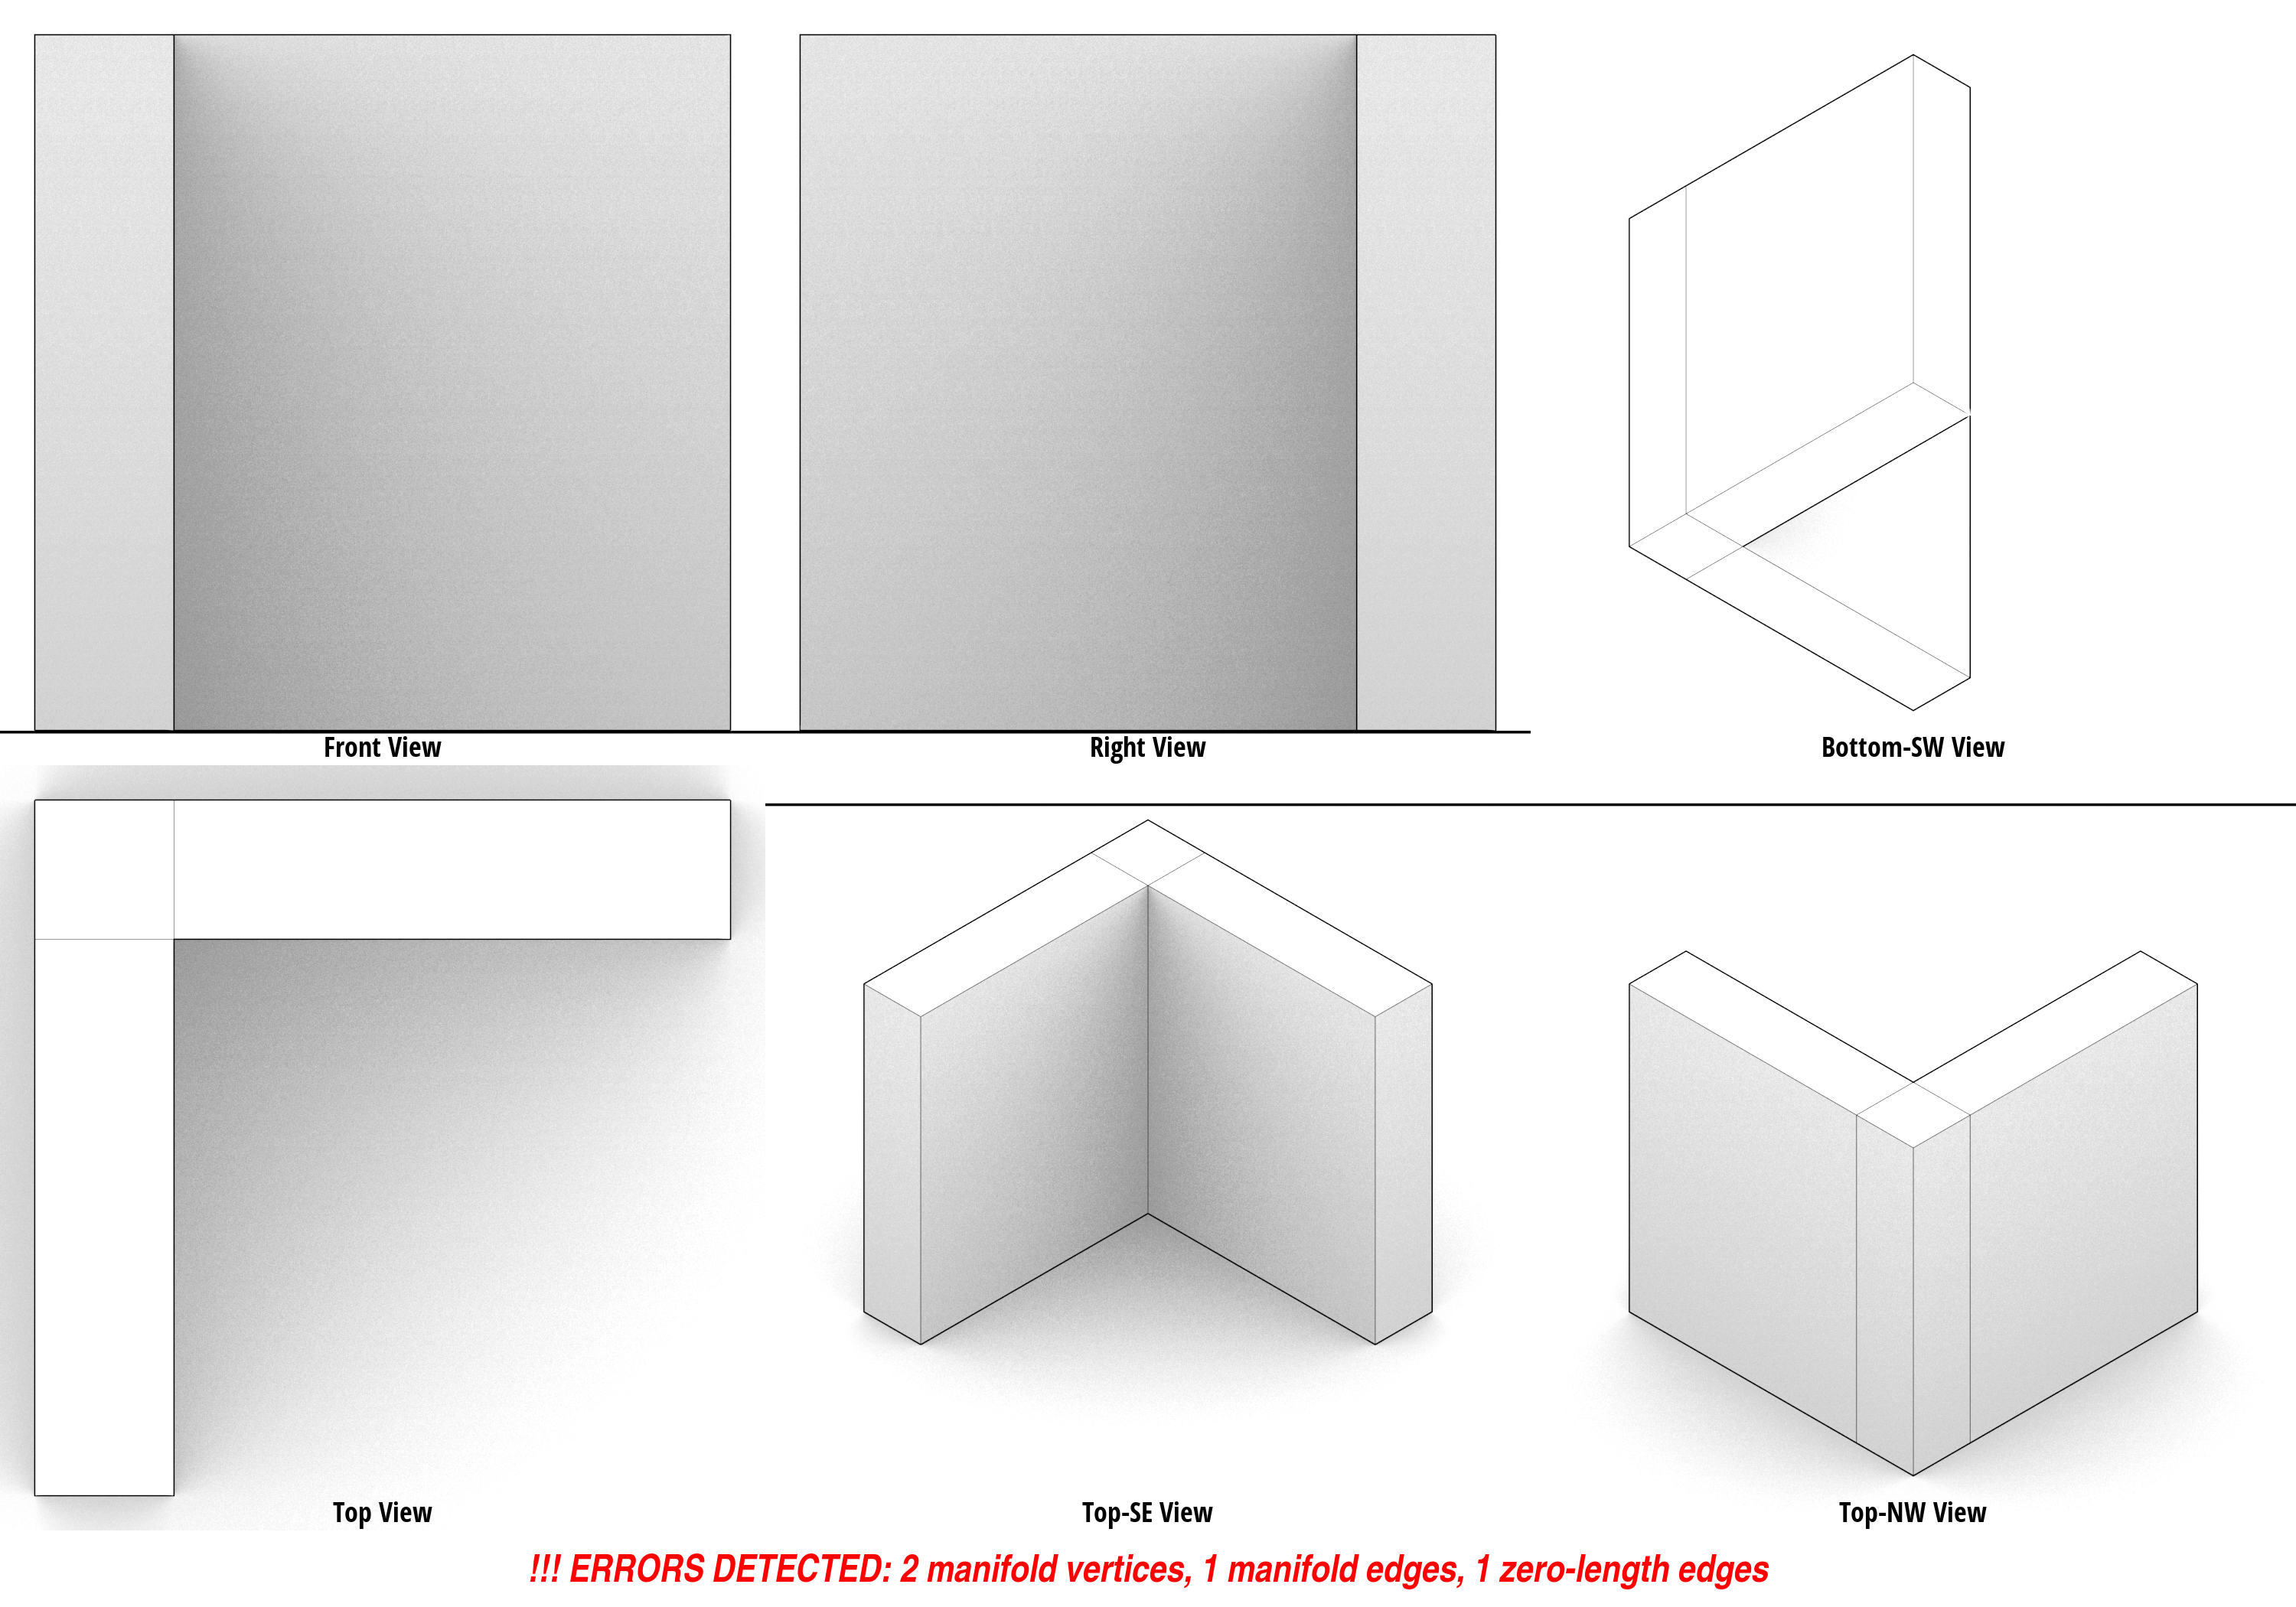 Front View
Right View
Bottom-SW View
Top View
Top-SE View
Top-NW View
!!! ERRORS DETECTED: 2 manifold vertices, 1 manifold edges, 1 zero-length edges